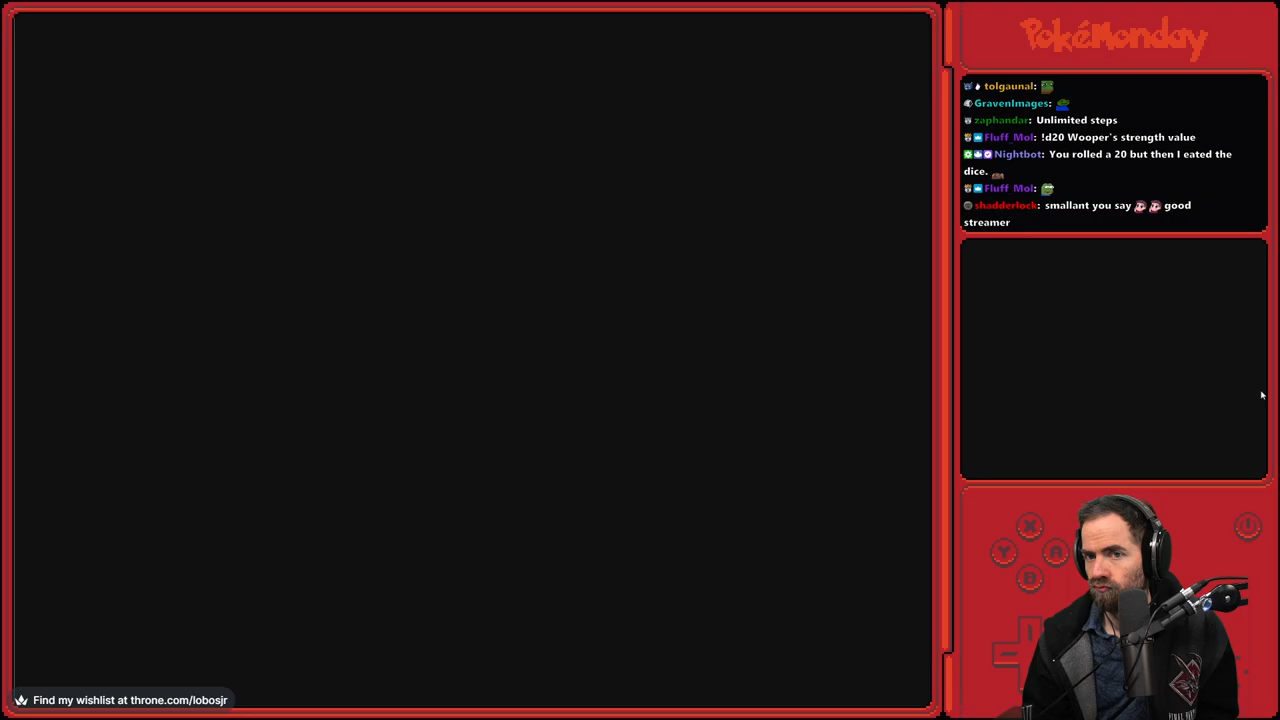 PokéMonday
tolgaunal:
GravenImages:
zaphandar: Unlimited steps
Fluff_Mol: !d20 Wooper's strength value
Nightbot: You rolled a 20 but then I eated the
dice.
Fluff_Mol:
shadderlock: smallant you say good
streamer
X
Y A
B
Find my wishlist at throne.com/lobosjr